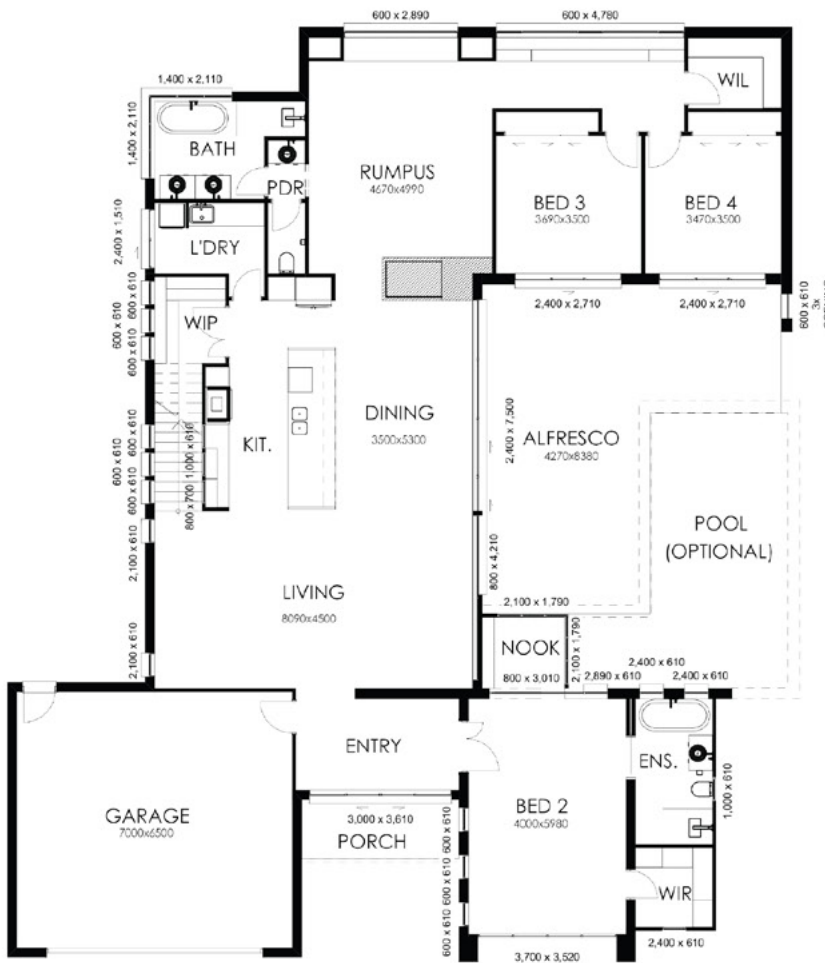 600 x 2,890
600 x 4,780
1,400 x 2,110
WIL
1,400 x 2,110
BATH
RUMPUS
4670x4990
PDR
BED 3
3690x3500
BED 4
3470x3500
2,400 x 1,510
L'DRY
2,400 x 2,710
2,400 x 2,710
600 x 610
3x
600 x 610
600 x 610
600 x 610
WIP
DINING
3500x5300
2,400 x 7,500
ALFRESCO
4270x8380
KIT.
600 x 610
600 x 610
600 x 610
1,000 x 610
800 x 700
POOL
(OPTIONAL)
2,100 x 610
800 x 4,210
LIVING
8090x4500
2,100 x 1,790
NOOK
2,100 x 1,790
2,100 x 610
800 x 3,010
2,400 x 610
2,890 x 610
2,400 x 610
ENTRY
ENS.
GARAGE
7000x6500
3,000 x 3,610
PORCH
BED 2
4000x5980
1,000 x 610
600 x 610
600 x 610
600 x 610
WIR
2,400 x 610
3,700 x 3,520